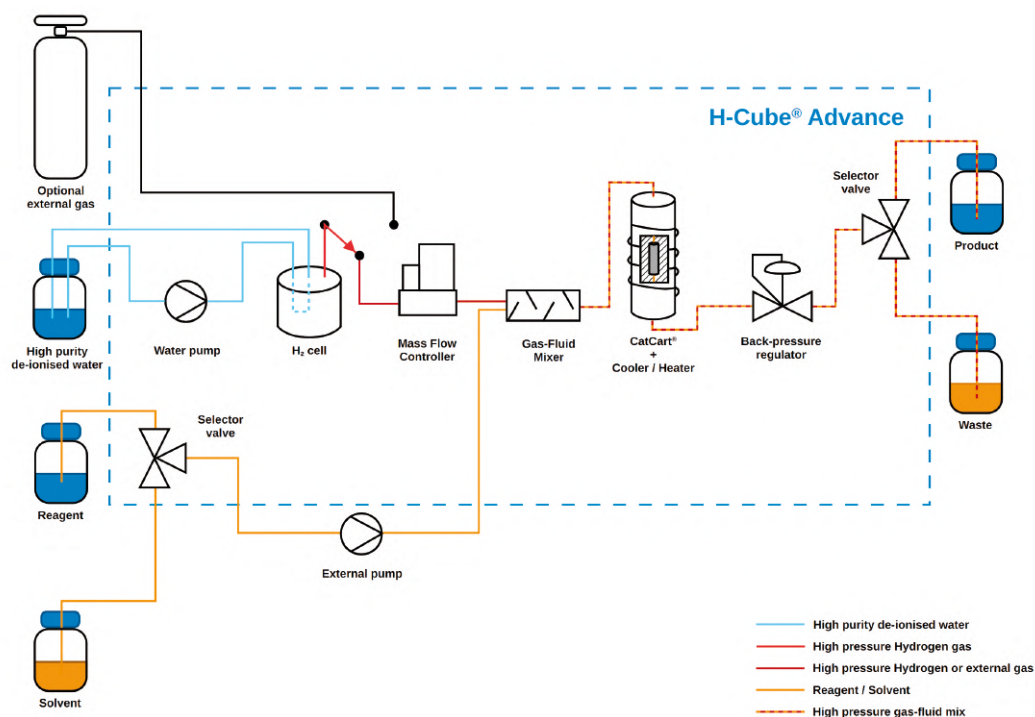 H-Cube® Advance
Optional
external gas
Selector
valve
Product
High purity
de-ionised water
Water pump
H₂ cell
Mass Flow
Controller
Gas-Fluid
Mixer
CatCart®
+
Cooler / Heater
Back-pressure
regulator
Waste
Selector
valve
Reagent
External pump
Solvent
High purity de-ionised water
High pressure Hydrogen gas
High pressure Hydrogen or external gas
Reagent / Solvent
High pressure gas-fluid mix